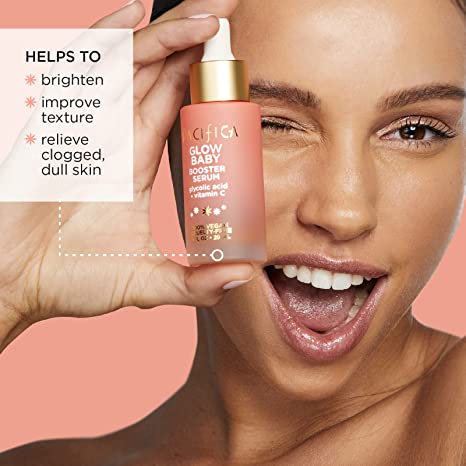 HELPS TO
✱ brighten
✱ improve
texture
✱ relieve
clogged,
dull skin
GLOW
BABY
BOOSTER
SERUM
glycolic acid
+ vitamin C